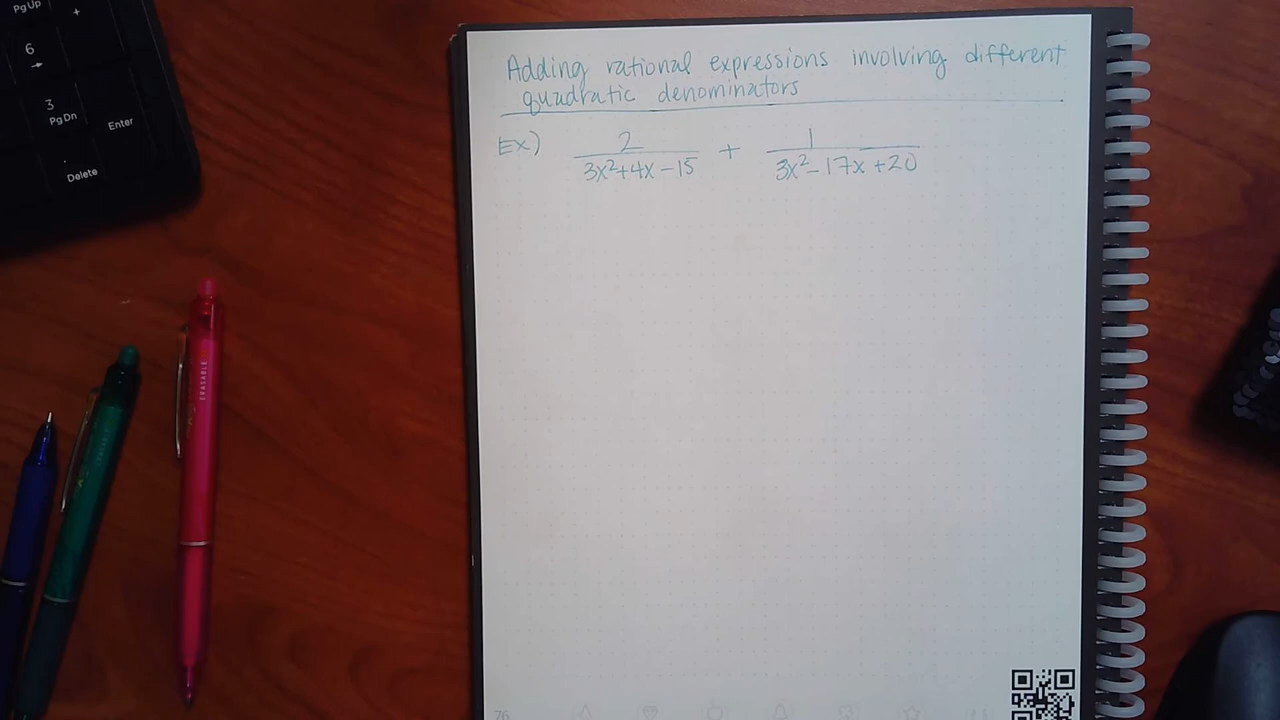 PgUp
+
6
3
PgDn
Enter
.
Delete
ERASABLE
Adding rational expressions involving different
quadratic denominators
Ex) 2/(3x²+4x-15) + 1/(3x²-17x+20)
76